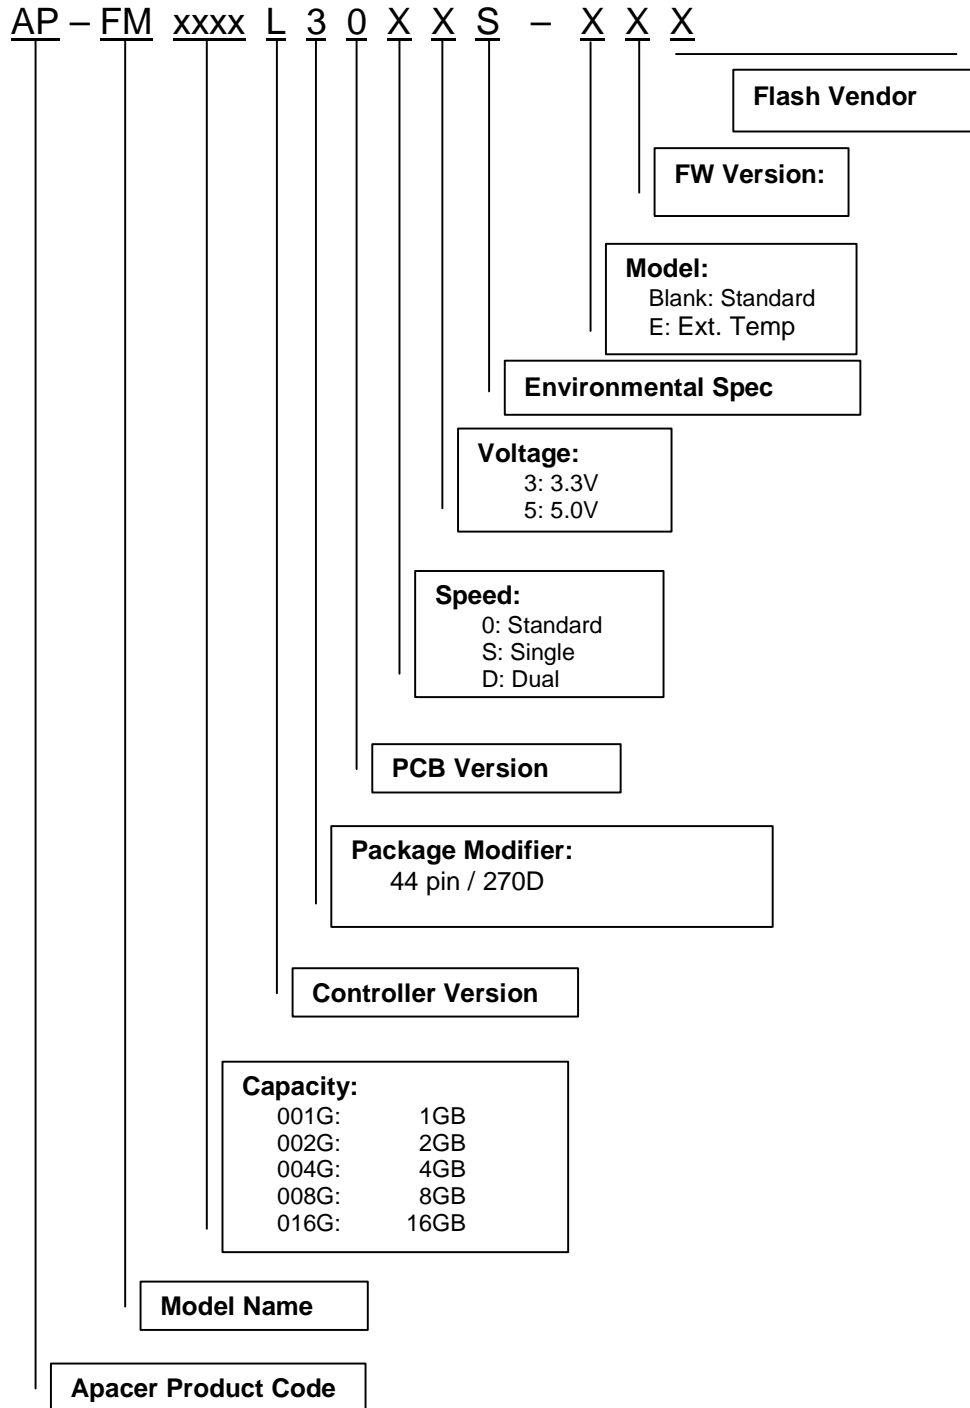 AP – FM xxxx L 3 0 X X S – X X X
Flash Vendor
FW Version:
Model:
Blank: Standard
E: Ext. Temp
Environmental Spec
Voltage:
3: 3.3V
5: 5.0V
Speed:
0: Standard
S: Single
D: Dual
PCB Version
Package Modifier:
44 pin / 270D
Controller Version
Capacity:
001G: 1GB
002G: 2GB
004G: 4GB
008G: 8GB
016G: 16GB
Model Name
Apacer Product Code